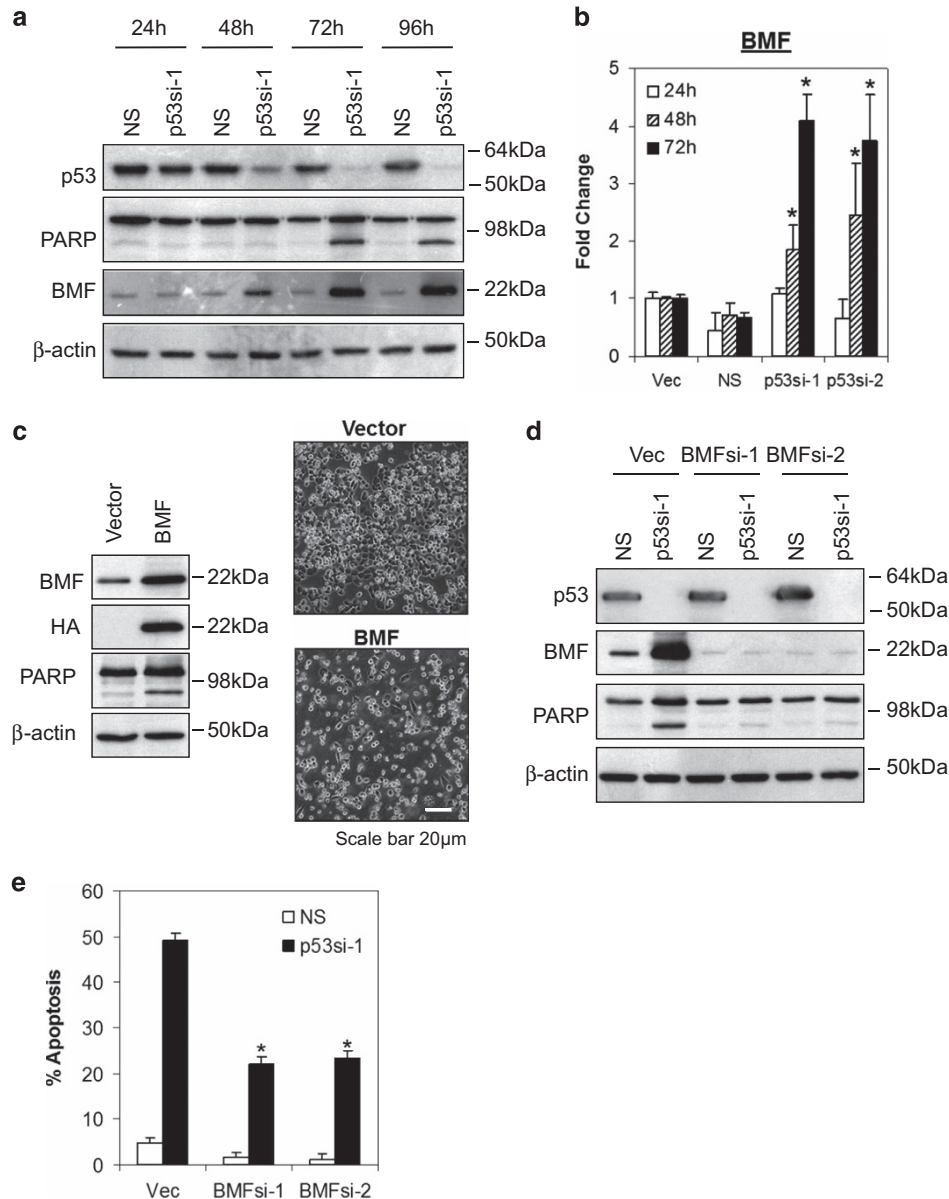 a
24h 48h 72h 96h
NS p53si-1 NS p53si-1 NS p53si-1 NS p53si-1
p53
64kDa
50kDa
PARP
98kDa
BMF
22kDa
β-actin
50kDa
b
BMF
5
4
3
2
1
0
Fold Change
24h
48h
72h
* * * *
Vec NS p53si-1 p53si-2
c
Vector BMF
BMF 22kDa
HA 22kDa
PARP 98kDa
β-actin 50kDa
Vector
BMF
Scale bar 20μm
d
Vec BMFsi-1 BMFsi-2
NS p53si-1 NS p53si-1 NS p53si-1
p53
64kDa
50kDa
BMF 22kDa
PARP 98kDa
β-actin 50kDa
e
60
50
40
30
20
10
0
% Apoptosis
NS
p53si-1
* *
Vec BMFsi-1 BMFsi-2